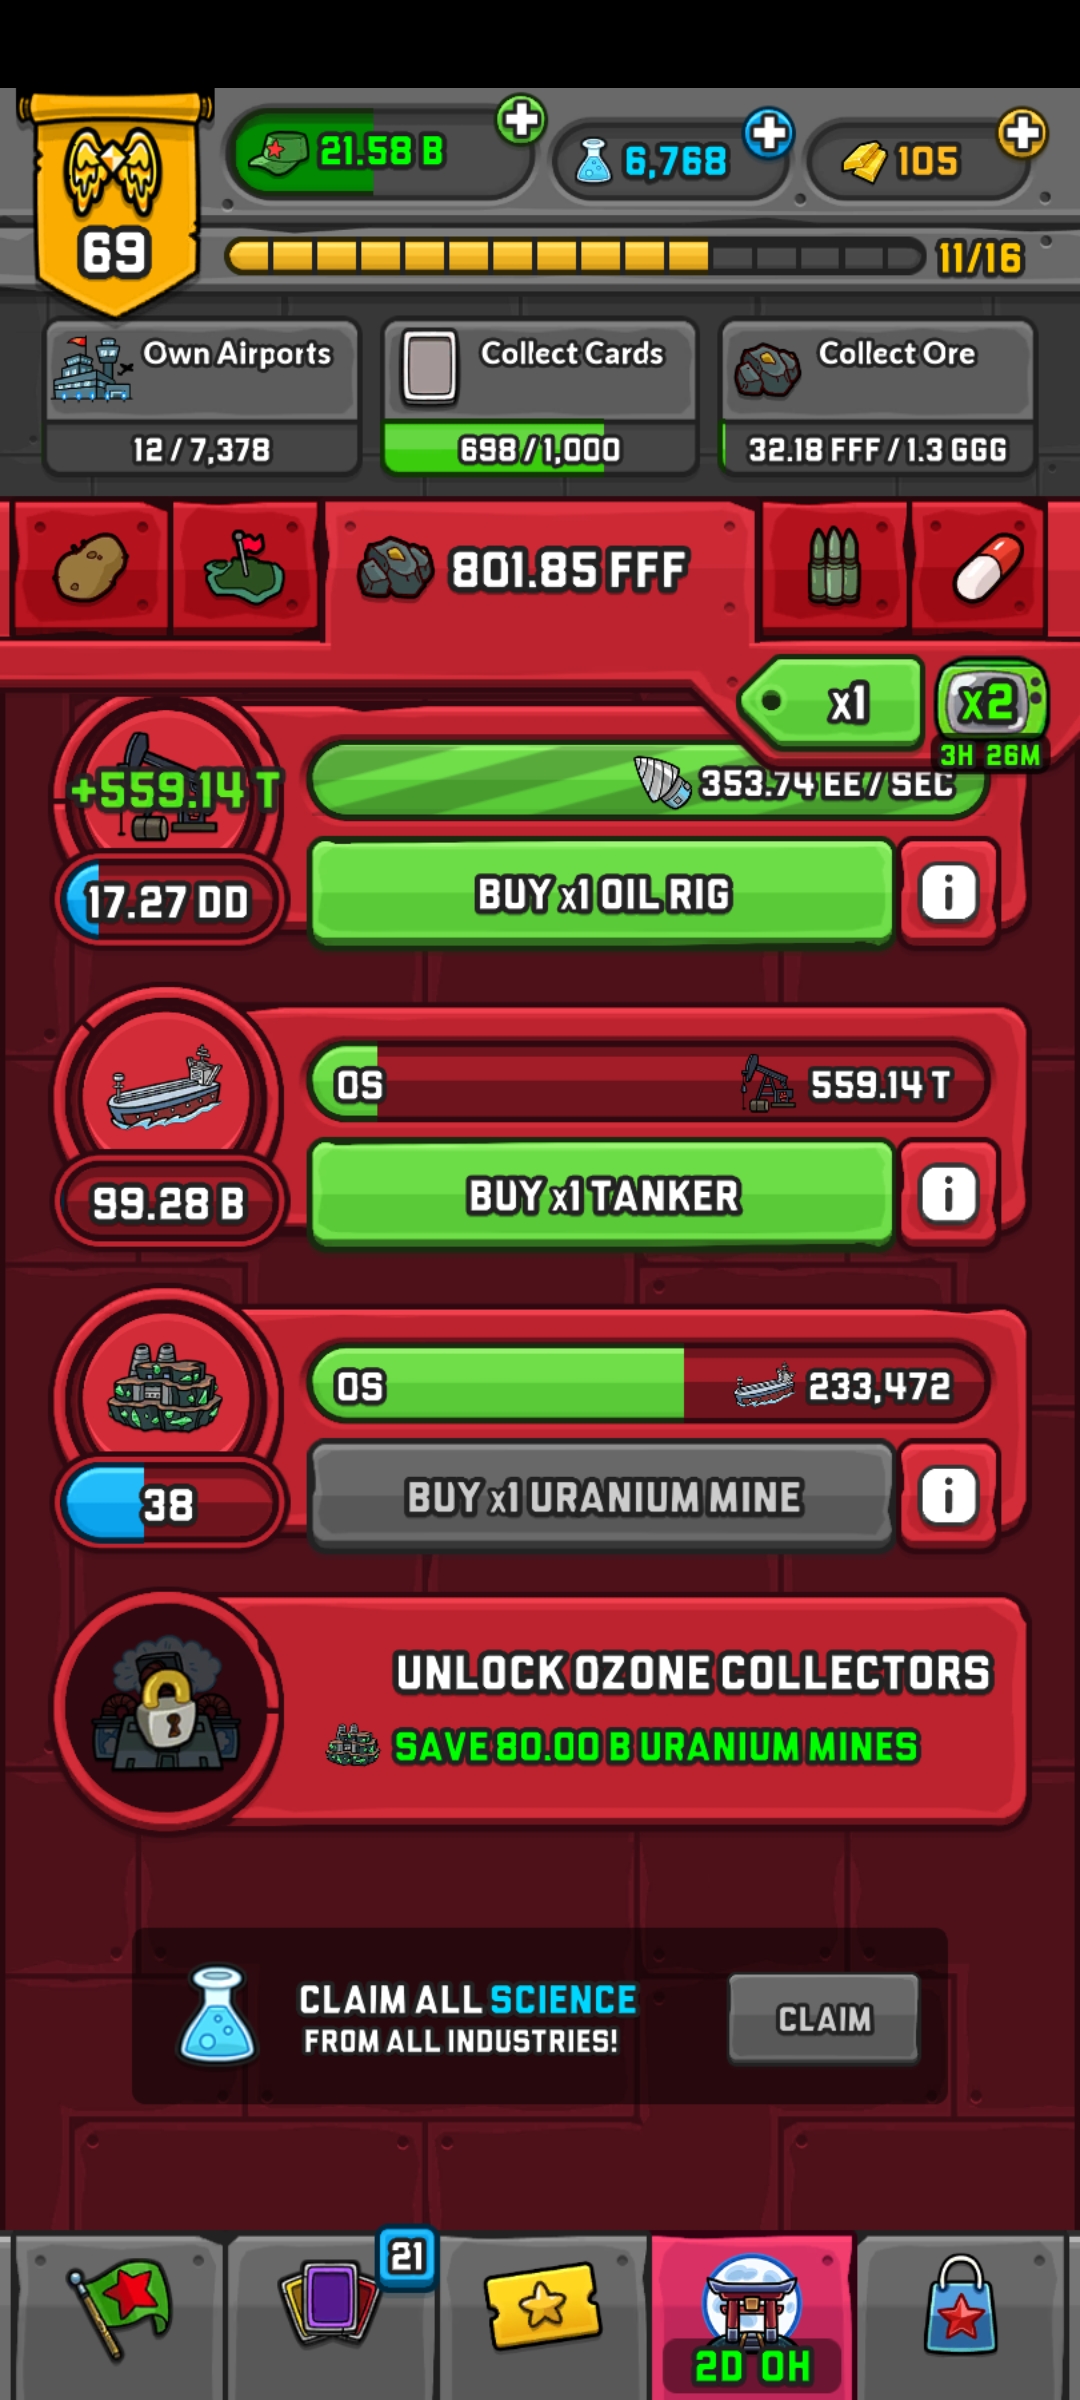 69
21.58 B
6,768
105
11/16
Own Airports
12 / 7,378
Collect Cards
698 / 1,000
Collect Ore
32.18 FFF / 1.3 GGG
801.85 FFF
x1
x2
3H 26M
+559.14 T
353.74 EE / SEC
17.27 DD
BUY x1 OIL RIG
i
0S
559.14 T
99.28 B
BUY x1 TANKER
i
0S
233,472
38
BUY x1 URANIUM MINE
i
UNLOCK OZONE COLLECTORS
SAVE 80.00 B URANIUM MINES
CLAIM ALL SCIENCE
FROM ALL INDUSTRIES!
CLAIM
21
2D 0H